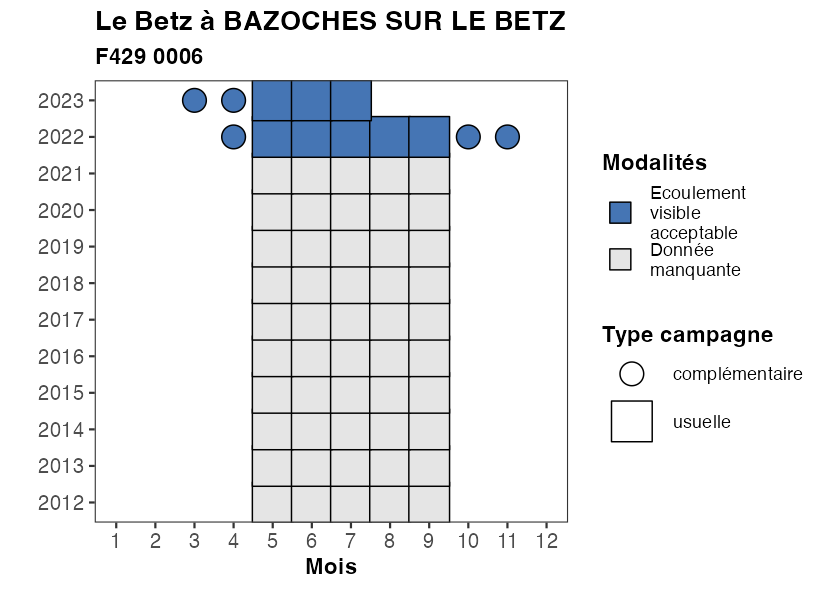 Le Betz à BAZOCHES SUR LE BETZ
F429 0006
2023
2022
2021
2020
2019
2018
2017
2016
2015
2014
2013
2012
1 2 3 4 5 6 7 8 9 10 11 12
Mois
Modalités
Ecoulement
visible
acceptable
Donnée
manquante
Type campagne
complémentaire
usuelle